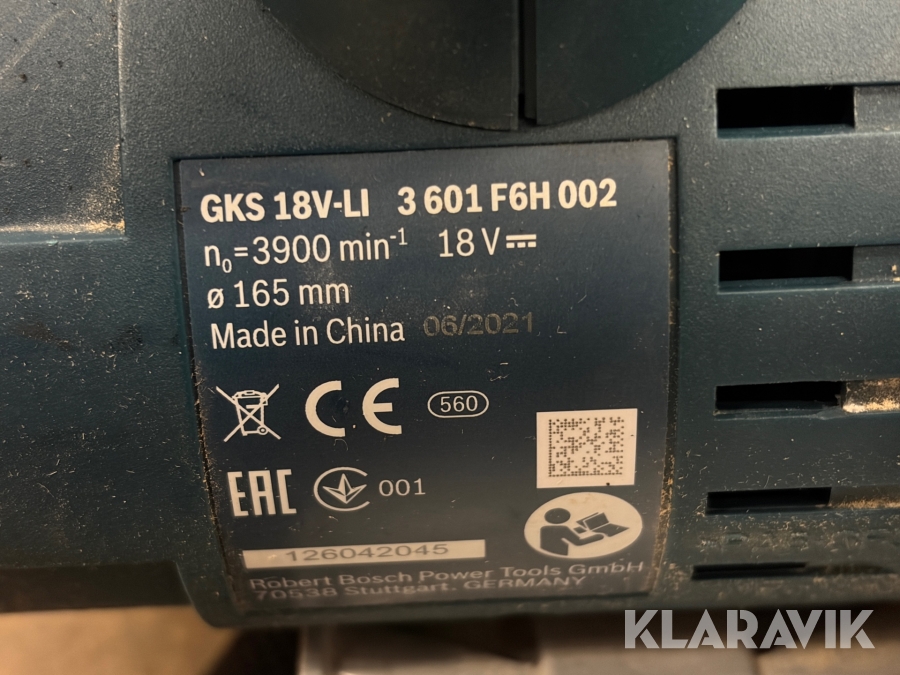 GKS 18V-LI 3 601 F6H 002
n₀=3900 min⁻¹ 18 V⎓
ø 165 mm
Made in China 06/2021 L
CE 560
EAC 001
126042045
Robert Bosch Power Tools GmbH
70538 Stuttgart, GERMANY
KLARAVIK